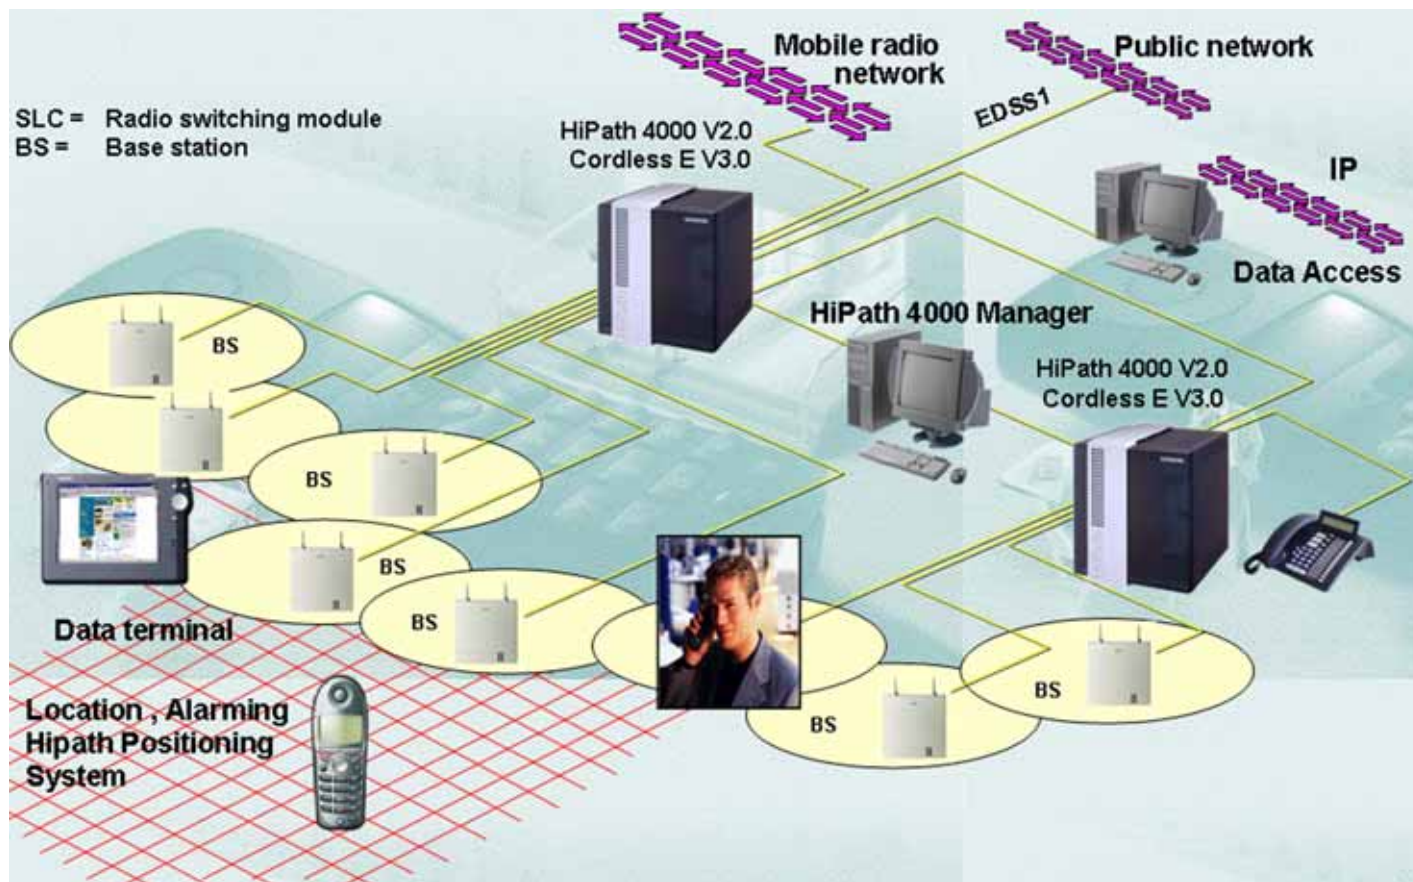 Mobile radio
network
Public network
EDSS1
SLC = Radio switching module
BS = Base station
HiPath 4000 V2.0
Cordless E V3.0
IP
Data Access
HiPath 4000 Manager
HiPath 4000 V2.0
Cordless E V3.0
BS
BS
BS
BS
BS
BS
Data terminal
Location , Alarming
Hipath Positioning
System